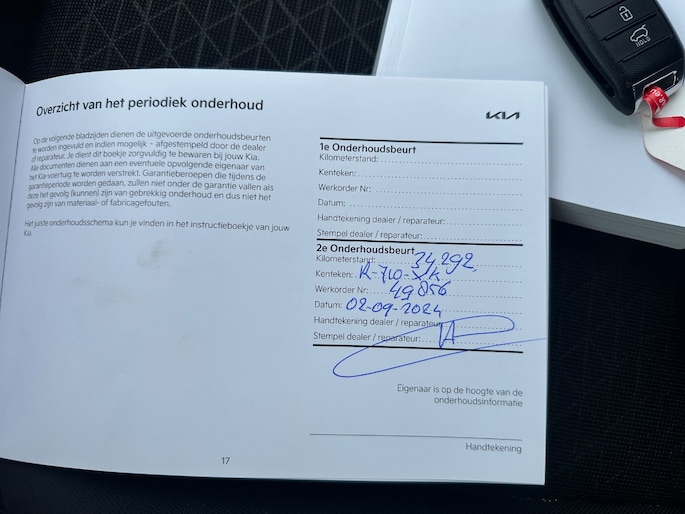 Overzicht van het periodiek onderhoud
Op de volgende bladzijden dienen de uitgevoerde onderhoudsbeurten
te worden ingevuld en indien mogelijk - afgestempeld door de dealer
of reparateur. Je dient dit boekje zorgvuldig te bewaren bij jouw Kia.
Alle documenten dienen aan een eventuele opvolgende eigenaar van
het Kia-voertuig te worden verstrekt. Garantieberoepen die tijdens de
garantieperiode worden gedaan, zullen niet onder de garantie vallen als
deze het gevolg (kunnen) zijn van gebrekkig onderhoud en dus niet het
gevolg zijn van materiaal- of fabricagefouten.
Het juiste onderhoudsschema kun je vinden in het instructieboekje van jouw
Kia.
17
KIA
1e Onderhoudsbeurt
Kilometerstand:
Kenteken:
Werkorder Nr:
Datum:
Handtekening dealer / reparateur:
Stempel dealer / reparateur:
2e Onderhoudsbeurt
Kilometerstand: 34292
Kenteken: R-710-XK
Werkorder Nr: 49856
Datum: 02-09-2024
Handtekening dealer / reparateur:
Stempel dealer / reparateur:
Eigenaar is op de hoogte van de
onderhoudsinformatie
Handtekening
HOLD